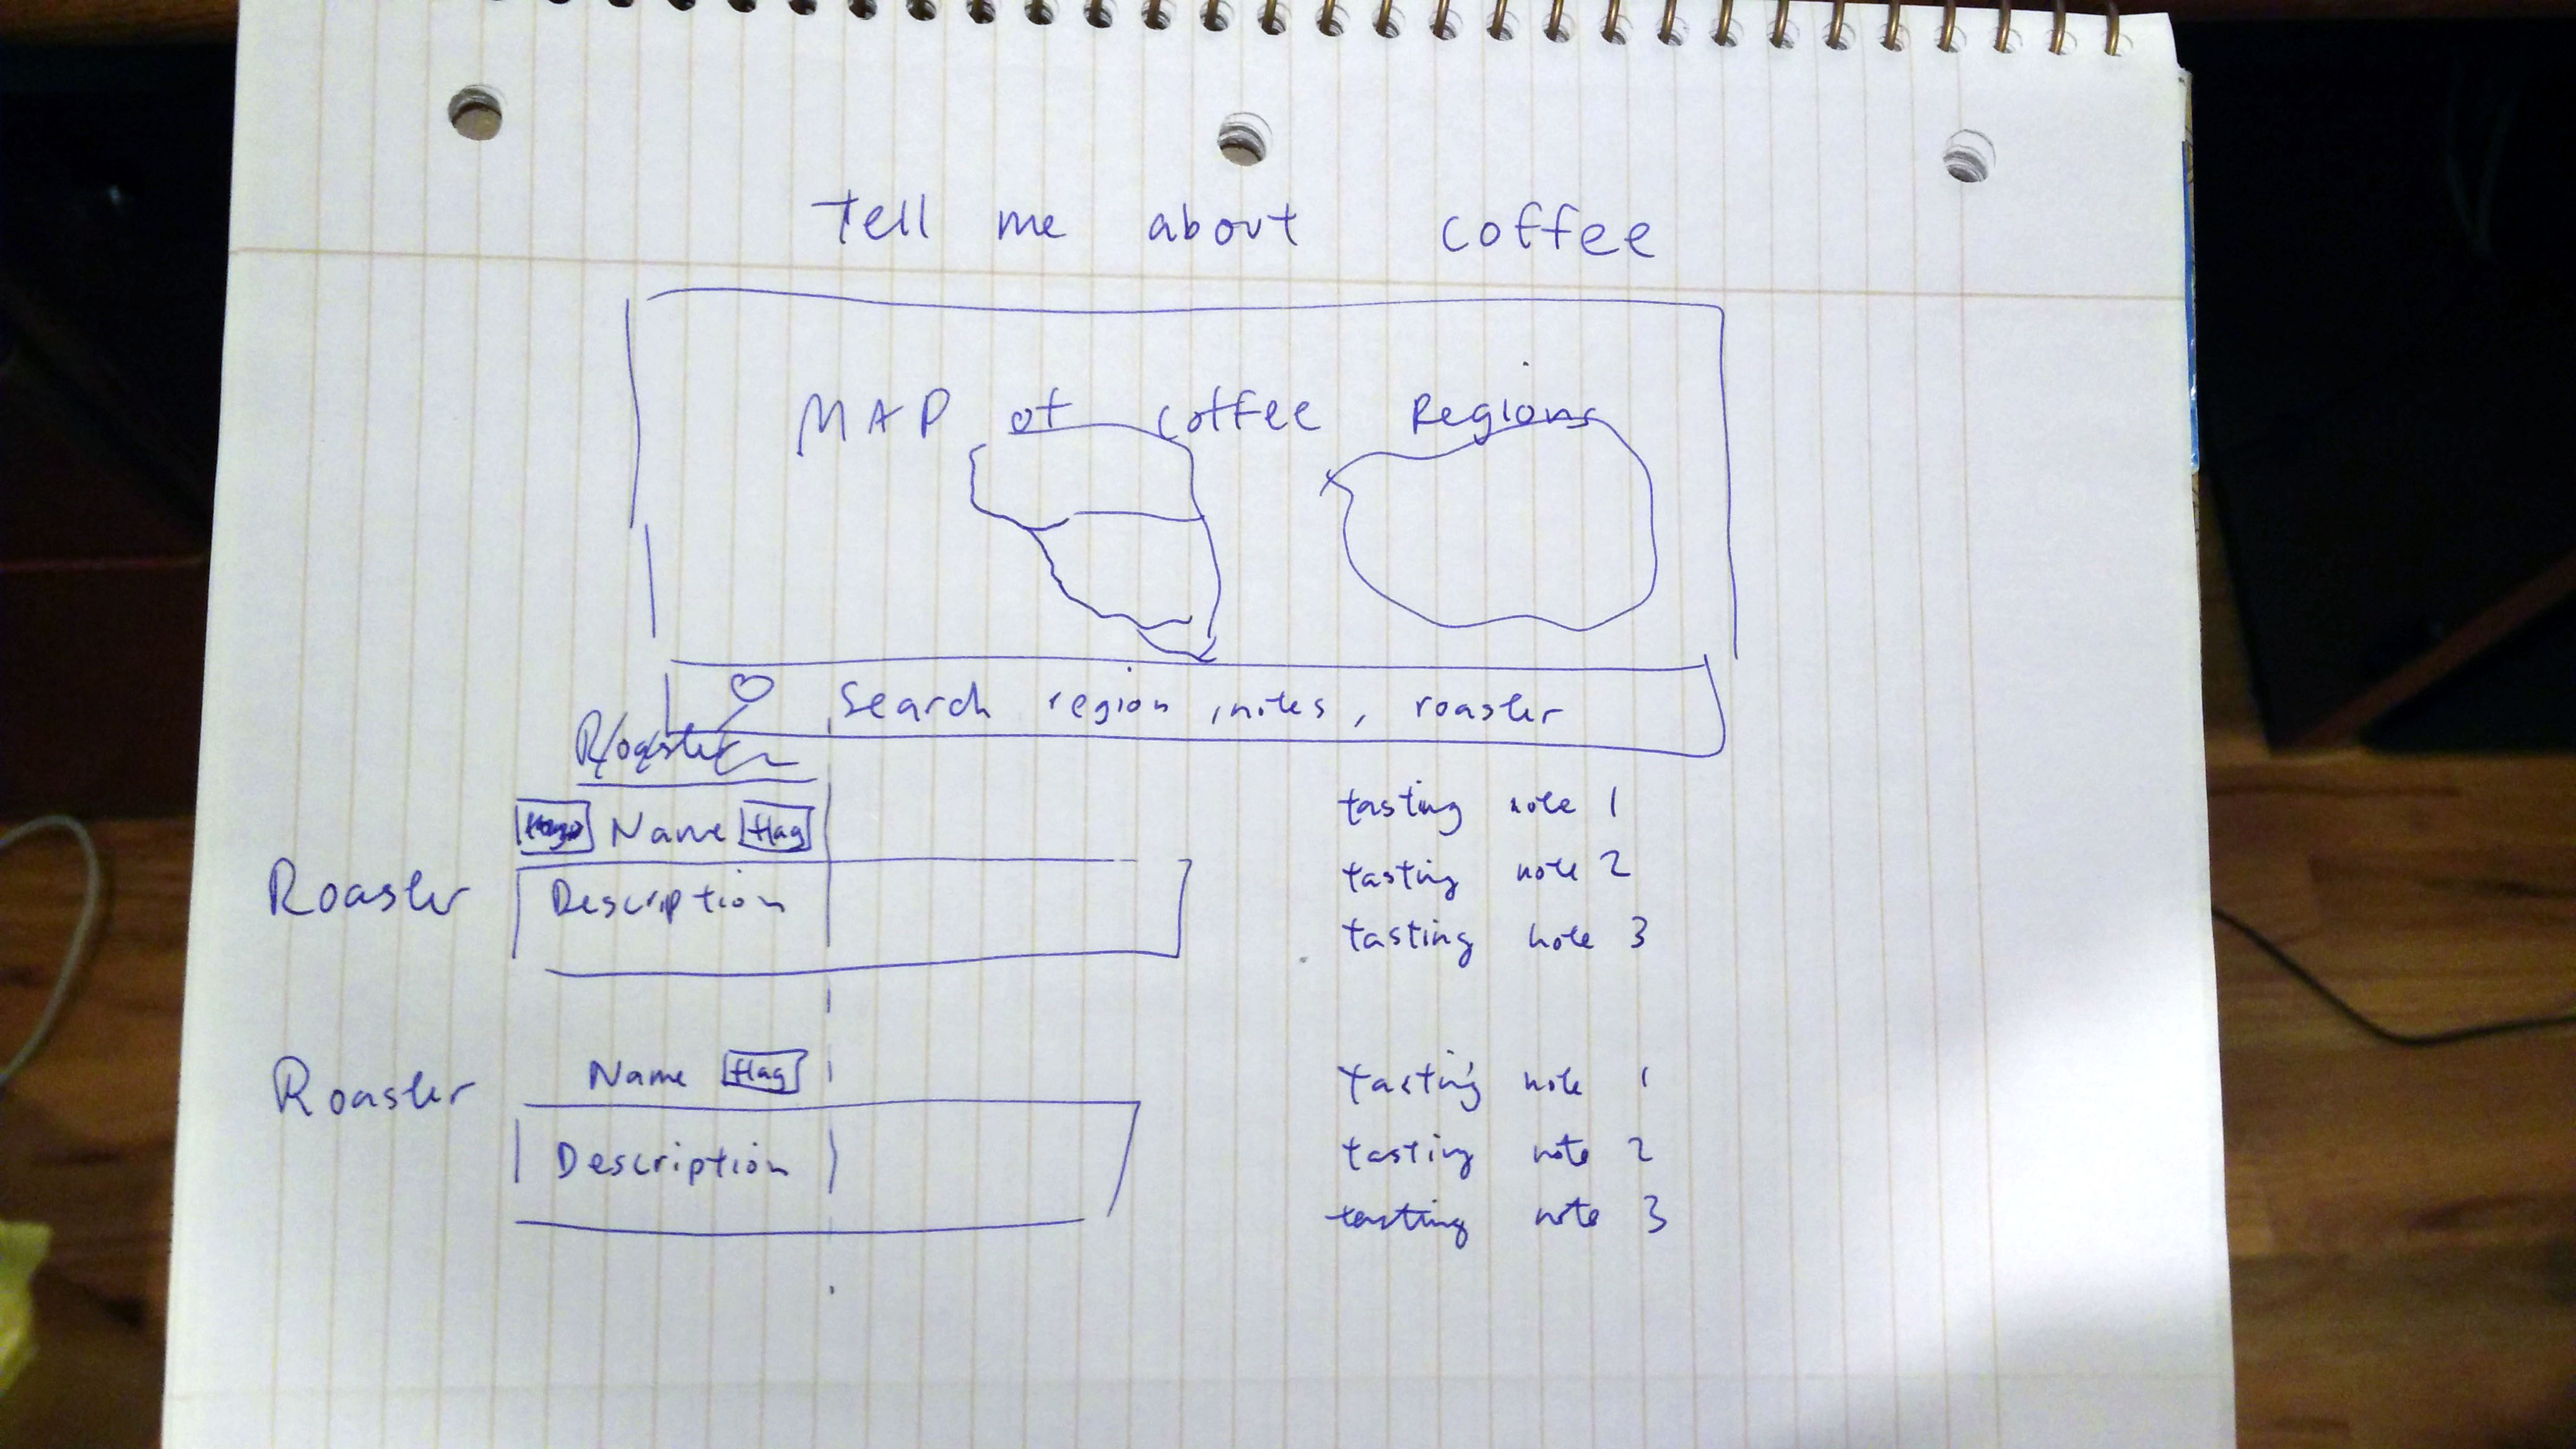 tell me about coffee
MAP of coffee Regions
Search region, notes, roaster
Roaster
Name flag
Roaster
Description
tasting note 1
tasting note 2
tasting note 3
Roaster
Name flag
Description
tasting note 1
tasting note 2
tasting note 3